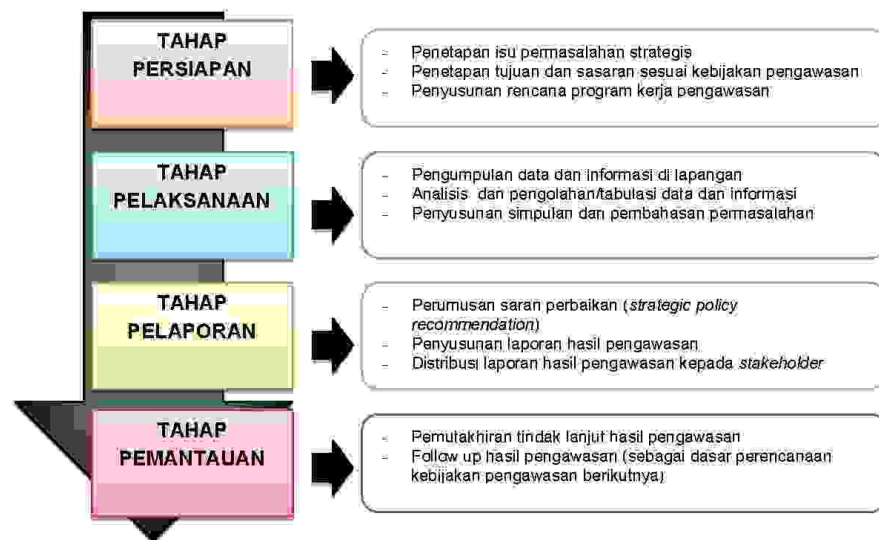 TAHAP
PERSIAPAN
- Penetapan isu permasalahan strategis
- Penetapan tujuan dan sasaran sesuai kebijakan pengawasan
- Penyusunan rencana program kerja pengawasan
TAHAP
PELAKSANAAN
- Pengumpulan data dan informasi di lapangan
- Analisis dan pengolahan/tabulasi data dan informasi
- Penyusunan simpulan dan pembahasan permasalahan
TAHAP
PELAPORAN
- Perumusan saran perbaikan (strategic policy
recommendation)
- Penyusunan laporan hasil pengawasan
- Distribusi laporan hasil pengawasan kepada stakeholder
TAHAP
PEMANTAUAN
- Pemutakhiran tindak lanjut hasil pengawasan
- Follow up hasil pengawasan (sebagai dasar perencanaan
kebijakan pengawasan berikutnya)